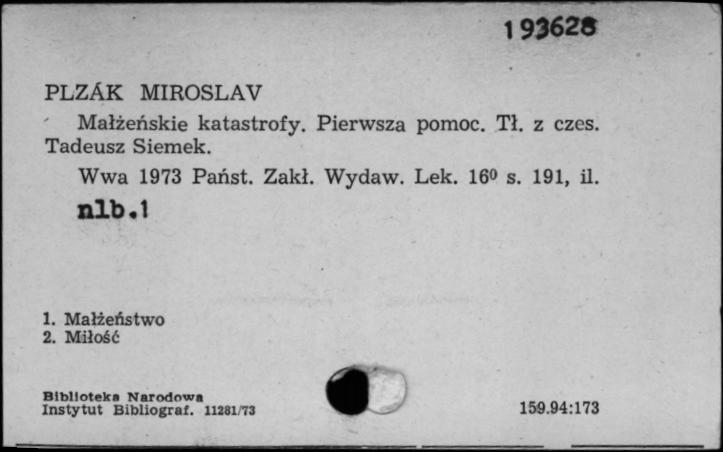 193628
PLZÁK MIROSLAV
Małżeńskie katastrofy. Pierwsza pomoc. Tł. z czes.
Tadeusz Siemek.
Wwa 1973 Państ. Zakł. Wydaw. Lek. 16⁰ s. 191, il.
nlb.1
1. Małżeństwo
2. Miłość
Biblioteka Narodowa
Instytut Bibliograf. 11281/73
159.94:173